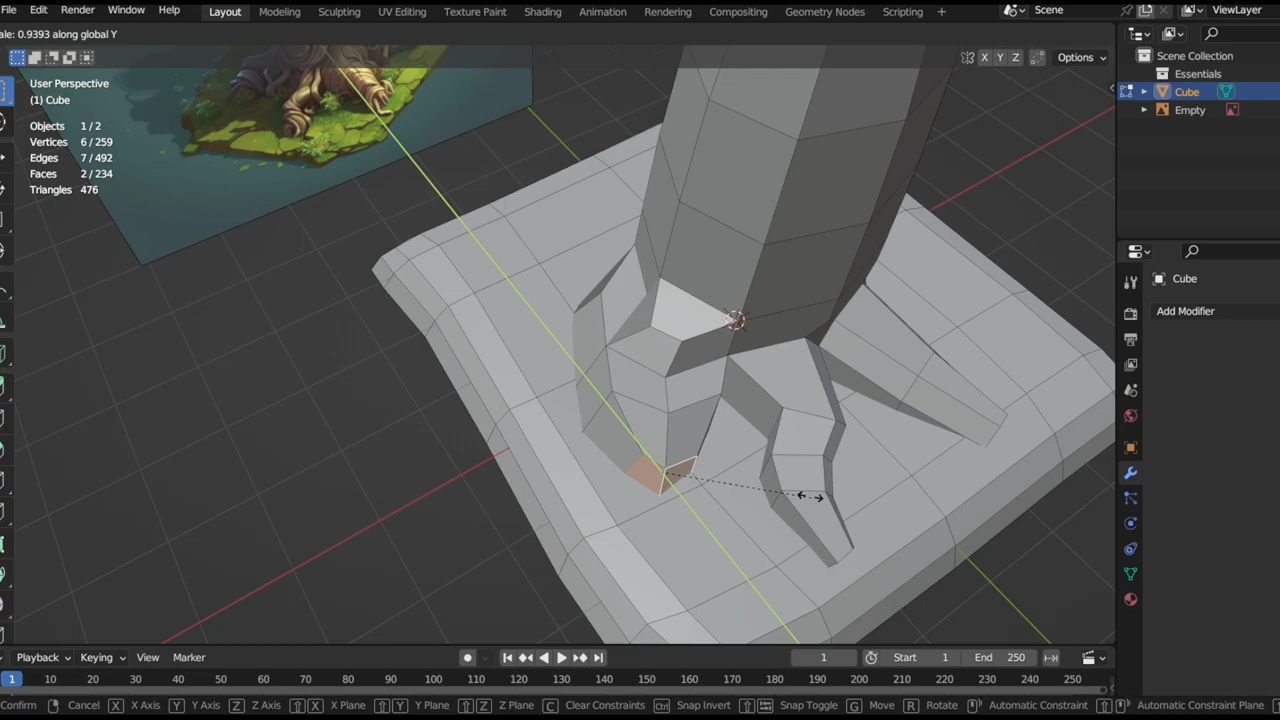 File Edit Render Window Help Layout Modeling Sculpting UV Editing Texture Paint Shading Animation Rendering Compositing Geometry Nodes Scripting + Scene ViewLayer
ale: 0.9393 along global Y
X Y Z Options
User Perspective
(1) Cube
Objects 1 / 2
Vertices 6 / 259
Edges 7 / 492
Faces 2 / 234
Triangles 476
Scene Collection
Essentials
Cube
Empty
Cube
Add Modifier
Playback Keying View Marker 1 Start 1 End 250
1 10 20 30 40 50 60 70 80 90 100 110 120 130 140 150 160 170 180 190 200 210 220 230 240 250
Confirm Cancel X X Axis Y Y Axis Z Z Axis X X Plane Y Y Plane Z Z Plane C Clear Constraints Ctrl Snap Invert Snap Toggle G Move R Rotate Automatic Constraint Automatic Constraint Plane